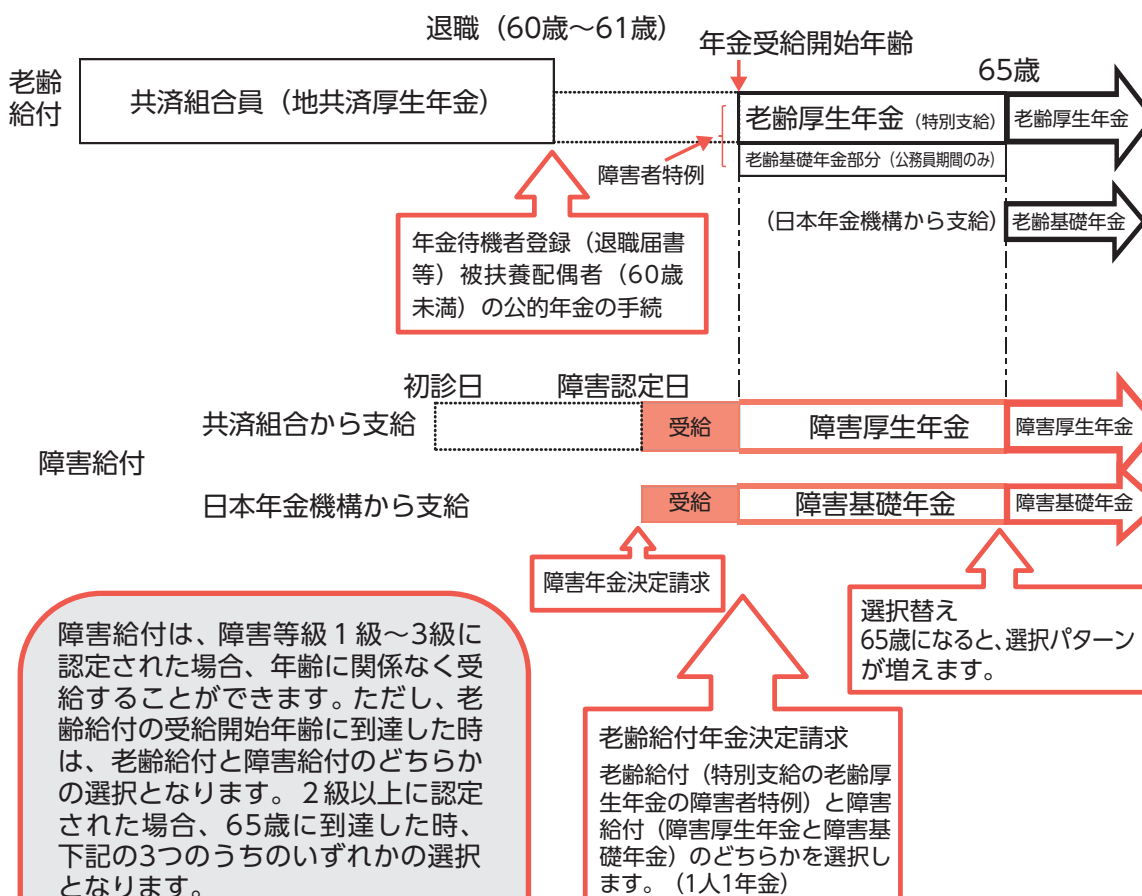 退職（60歳～61歳）
年金受給開始年齢
65歳
老齢
給付
共済組合員（地共済厚生年金）
老齢厚生年金（特別支給）
老齢厚生年金
老齢基礎年金部分（公務員期間のみ）
障害者特例
（日本年金機構から支給）
老齢基礎年金
年金待機者登録（退職届書
等）被扶養配偶者（60歳
未満）の公的年金の手続
初診日
障害認定日
共済組合から支給
受給
障害厚生年金
障害厚生年金
障害給付
日本年金機構から支給
受給
障害基礎年金
障害基礎年金
障害年金決定請求
選択替え
65歳になると、選択パターン
が増えます。
障害給付は、障害等級１級～3級に
認定された場合、年齢に関係なく受
給することができます。ただし、老
齢給付の受給開始年齢に到達した時
は、老齢給付と障害給付のどちらか
の選択となります。２級以上に認定
された場合、65歳に到達した時、
下記の3つのうちのいずれかの選択
となります。
老齢給付年金決定請求
老齢給付（特別支給の老齢厚
生年金の障害者特例）と障害
給付（障害厚生年金と障害基
礎年金）のどちらかを選択し
ます。（1人1年金）